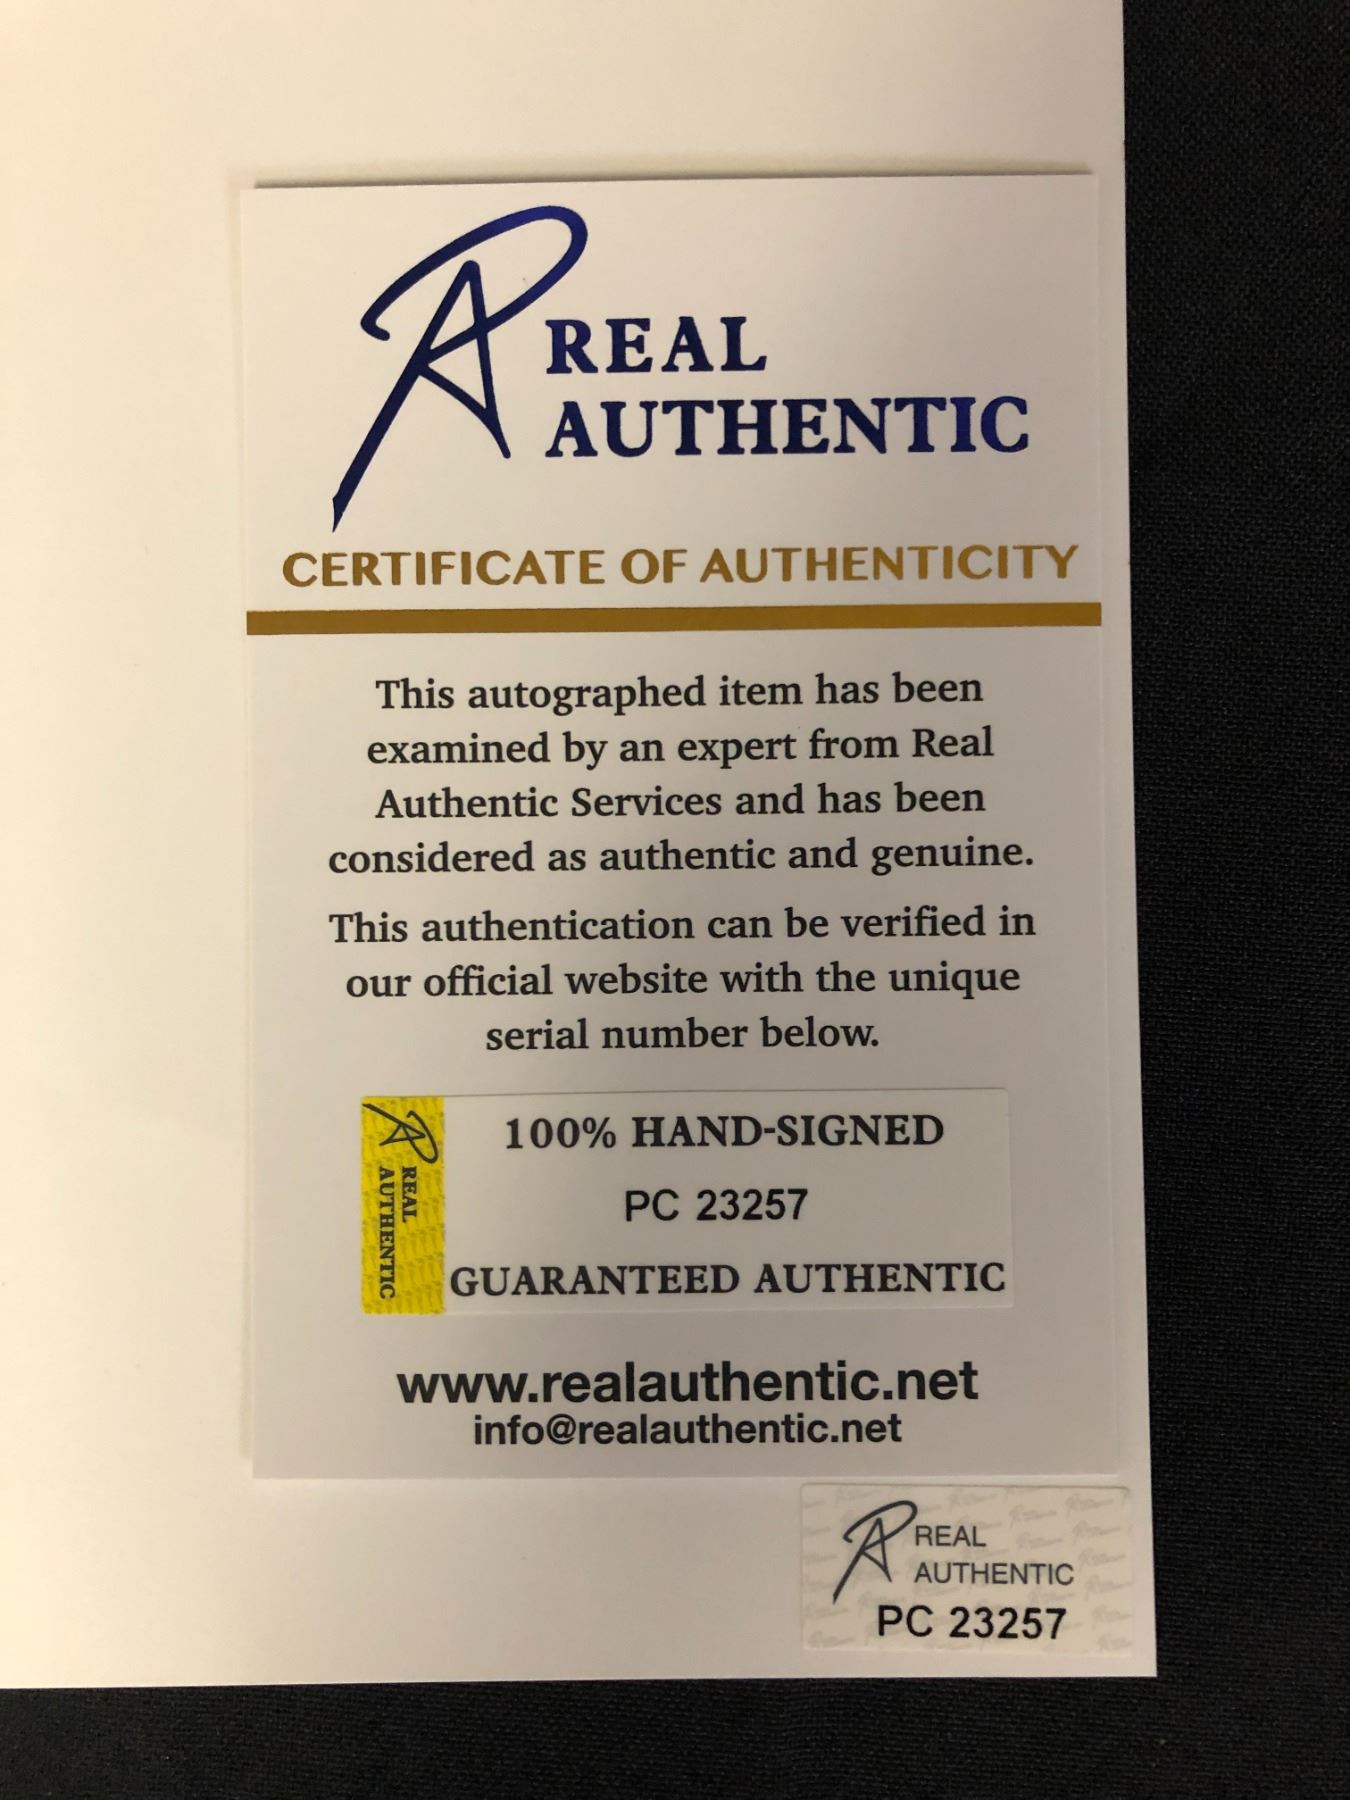 REAL
AUTHENTIC
CERTIFICATE OF AUTHENTICITY
This autographed item has been
examined by an expert from Real
Authentic Services and has been
considered as authentic and genuine.
This authentication can be verified in
our official website with the unique
serial number below.
REAL
AUTHENTIC
100% HAND-SIGNED
PC 23257
GUARANTEED AUTHENTIC
www.realauthentic.net
info@realauthentic.net
REAL
AUTHENTIC
PC 23257